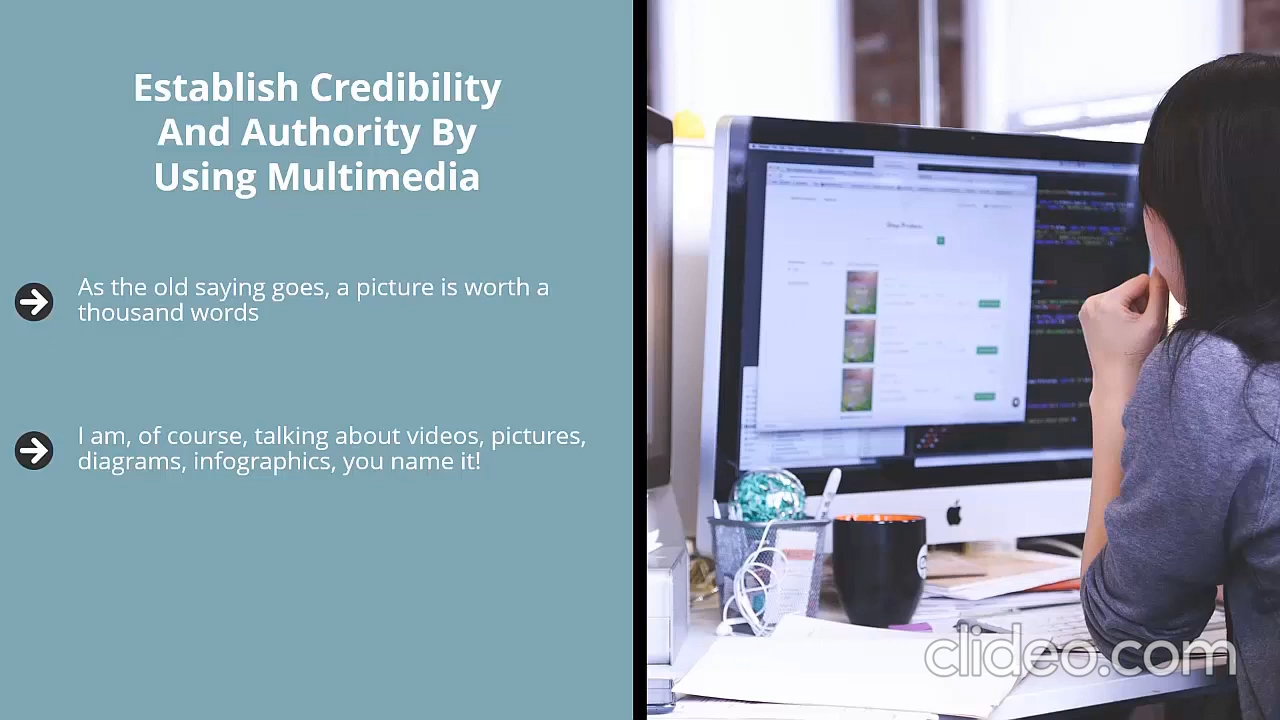 Establish Credibility
And Authority By
Using Multimedia
As the old saying goes, a picture is worth a
thousand words
I am, of course, talking about videos, pictures,
diagrams, infographics, you name it!
clideo.com